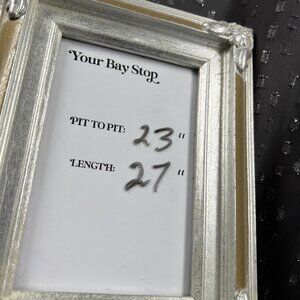 Your Bay Stop
PIT TO PIT: 23"
LENGTH: 27"